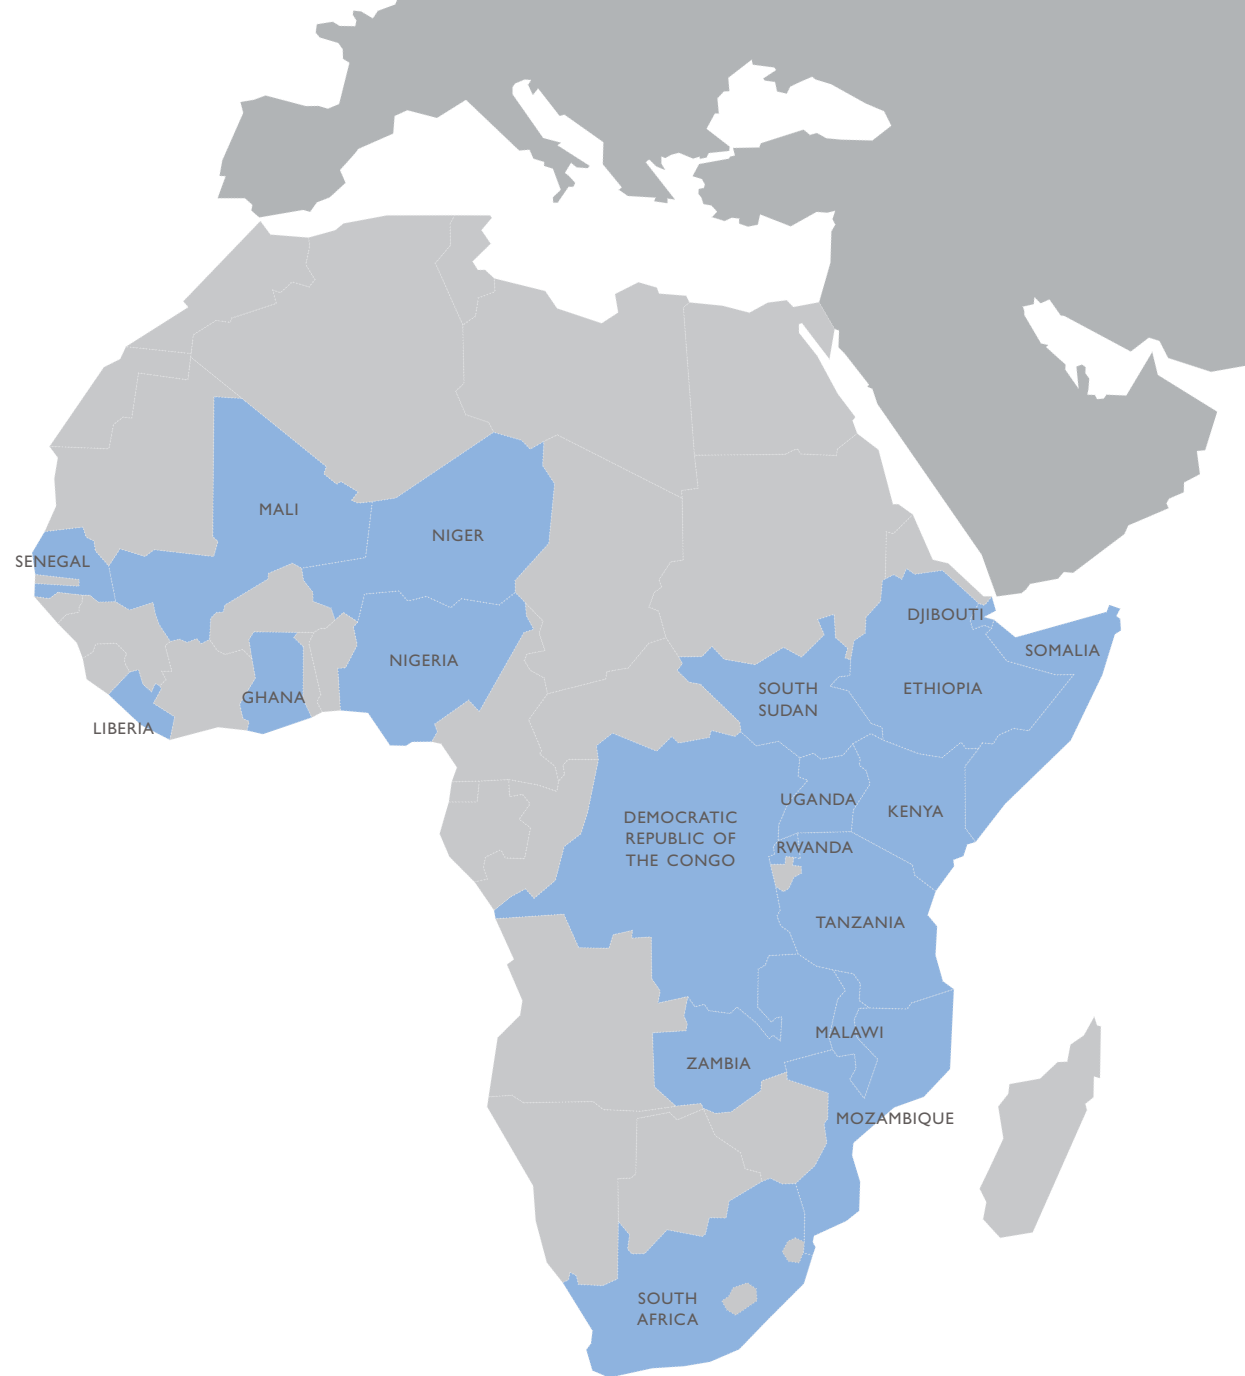 MALI
NIGER
SENEGAL
DJIBOUTI
SOMALIA
NIGERIA
SOUTH
SUDAN
ETHIOPIA
GHANA
LIBERIA
UGANDA
KENYA
DEMOCRATIC
REPUBLIC OF
THE CONGO
RWANDA
TANZANIA
MALAWI
ZAMBIA
MOZAMBIQUE
SOUTH
AFRICA